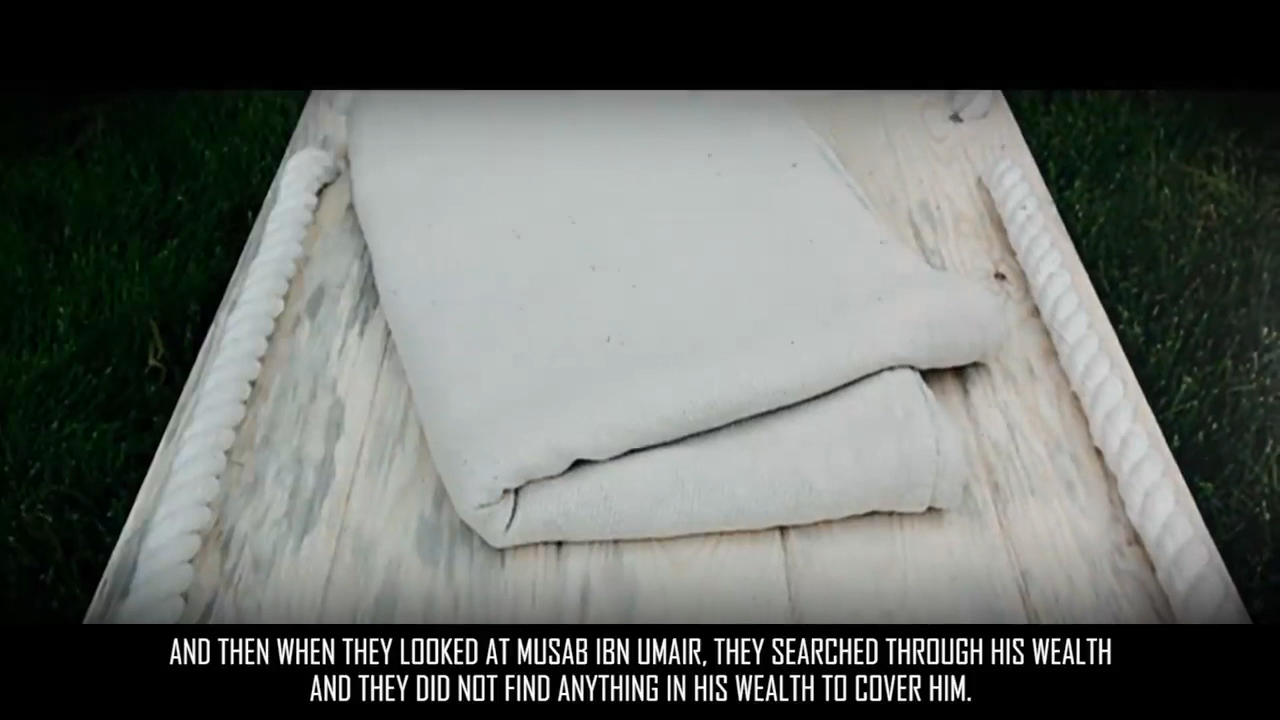 AND THEN WHEN THEY LOOKED AT MUSAB IBN UMAIR, THEY SEARCHED THROUGH HIS WEALTH
AND THEY DID NOT FIND ANYTHING IN HIS WEALTH TO COVER HIM.